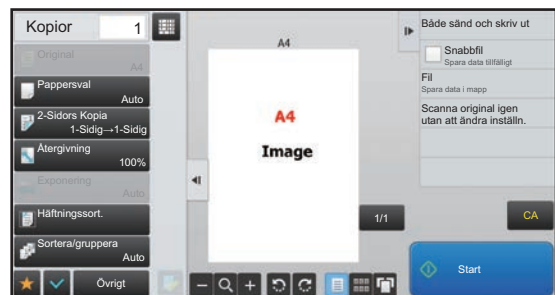 Kopior 1
Original
A4
Pappersval
Auto
2-Sidors Kopia
1-Sidig→1-Sidig
Återgivning
100%
Exponering
Auto
Häftningssort.
Sortera/gruppera
Auto
Övrigt
A4
A4
Image
1/1
Både sänd och skriv ut
Snabbfil
Spara data tillfälligt
Fil
Spara data i mapp
Scanna original igen
utan att ändra inställn.
CA
Start